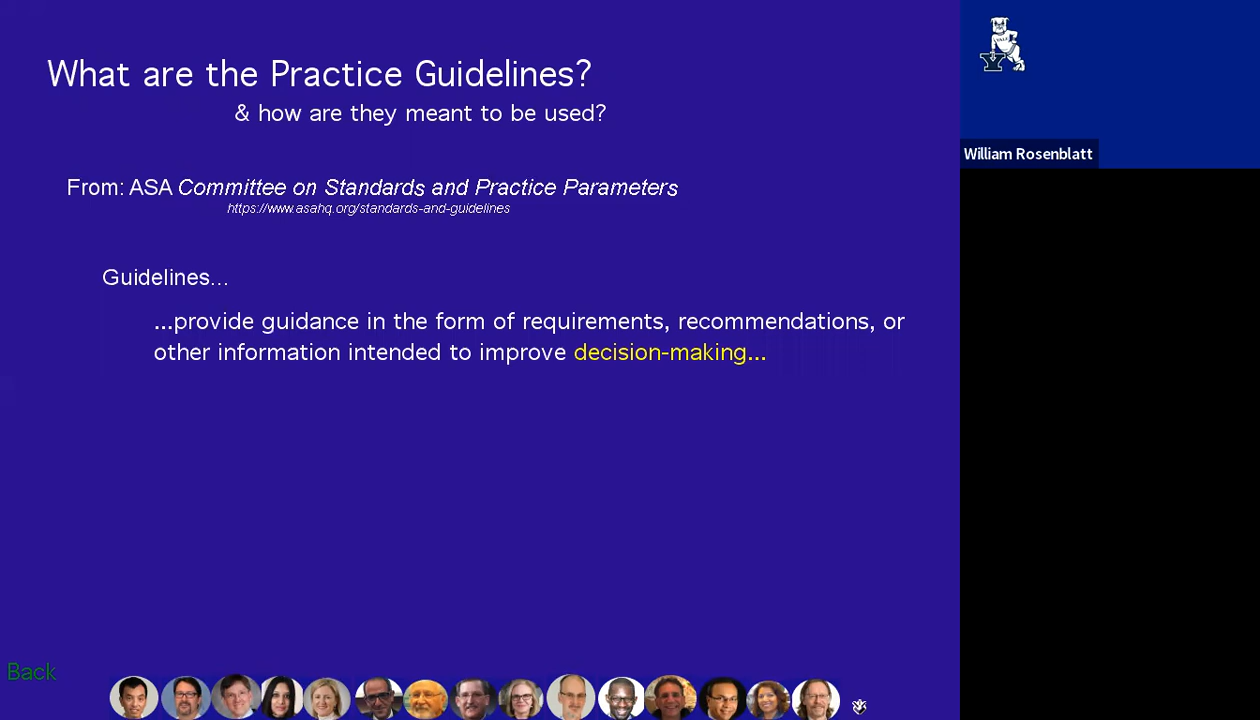 What are the Practice Guidelines?
& how are they meant to be used?
From: ASA Committee on Standards and Practice Parameters
https://www.asahq.org/standards-and-guidelines
Guidelines...
...provide guidance in the form of requirements, recommendations, or
other information intended to improve decision-making...
Back
YALE
Y
William Rosenblatt